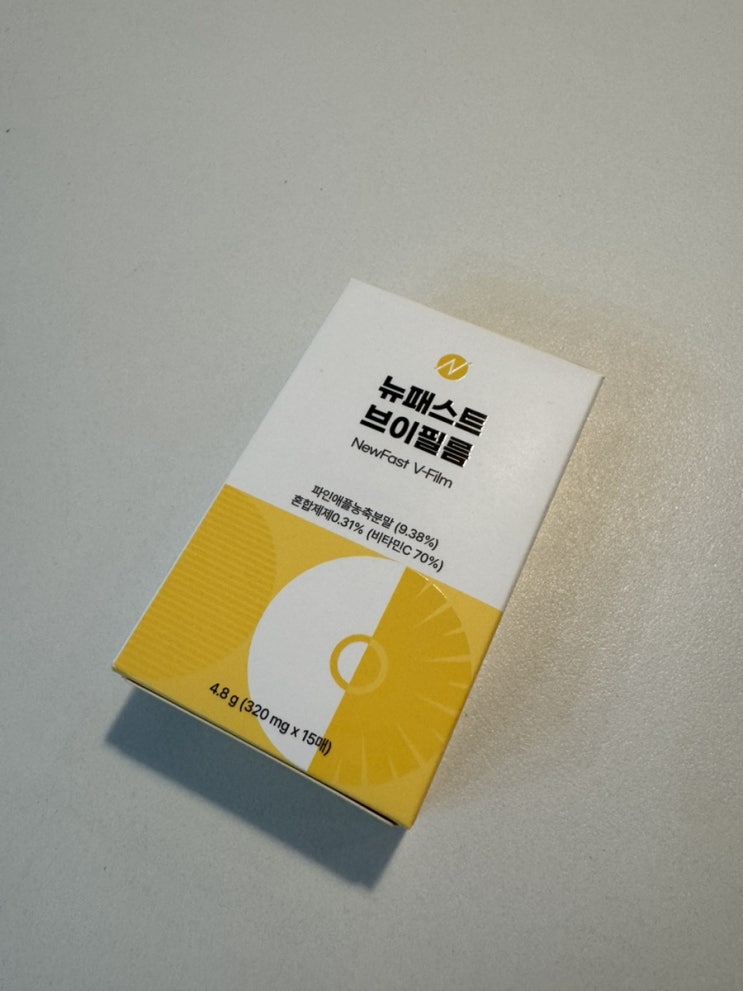 N
뉴패스트
브이필름
NewFast V-Film
파인애플농축분말 (9.38%)
혼합제제0.31% (비타민C 70%)
4.8 g (320 mg x 15매)